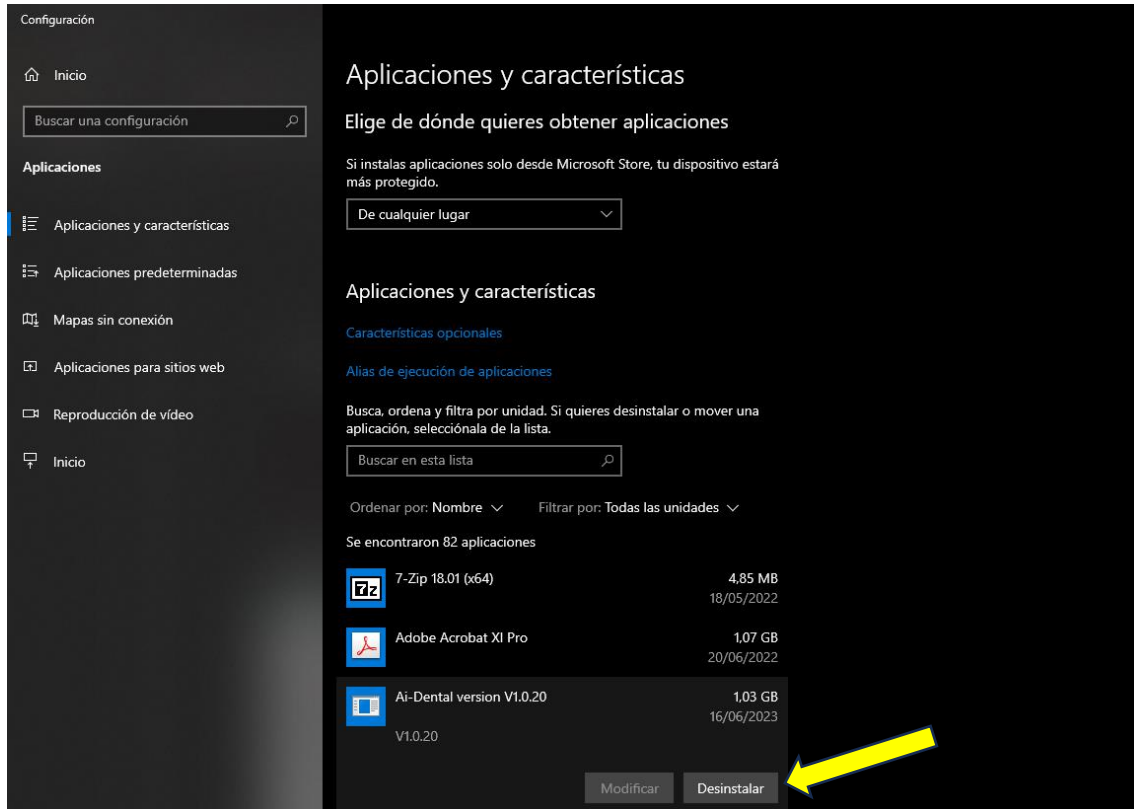 Configuración
Inicio
Buscar una configuración
Aplicaciones
Aplicaciones y características
Aplicaciones predeterminadas
Mapas sin conexión
Aplicaciones para sitios web
Reproducción de vídeo
Inicio
Aplicaciones y características
Elige de dónde quieres obtener aplicaciones
Si instalas aplicaciones solo desde Microsoft Store, tu dispositivo estará
más protegido.
De cualquier lugar
Aplicaciones y características
Características opcionales
Alias de ejecución de aplicaciones
Busca, ordena y filtra por unidad. Si quieres desinstalar o mover una
aplicación, selecciónala de la lista.
Buscar en esta lista
Ordenar por: Nombre Filtrar por: Todas las unidades
Se encontraron 82 aplicaciones
7z
7-Zip 18.01 (x64) 4,85 MB
18/05/2022
Adobe Acrobat XI Pro 1,07 GB
20/06/2022
Ai-Dental version V1.0.20 1,03 GB
16/06/2023
V1.0.20
Modificar Desinstalar